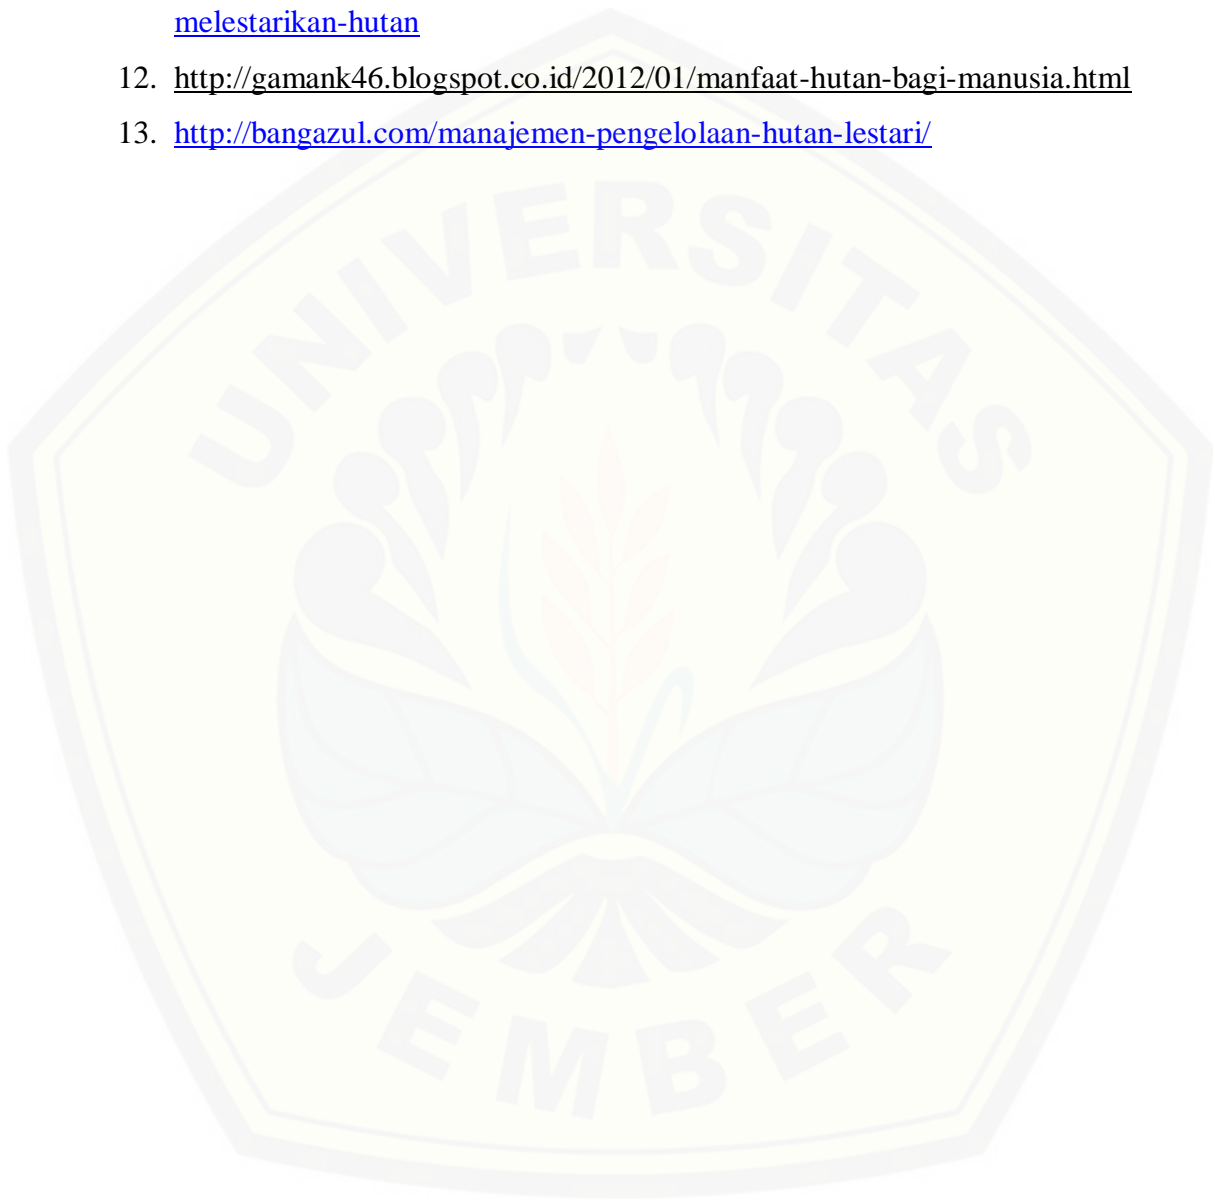 melestarikan-hutan
12. http://gamank46.blogspot.co.id/2012/01/manfaat-hutan-bagi-manusia.html
13. http://bangazul.com/manajemen-pengelolaan-hutan-lestari/
UNIVERSITAS
JEMBER